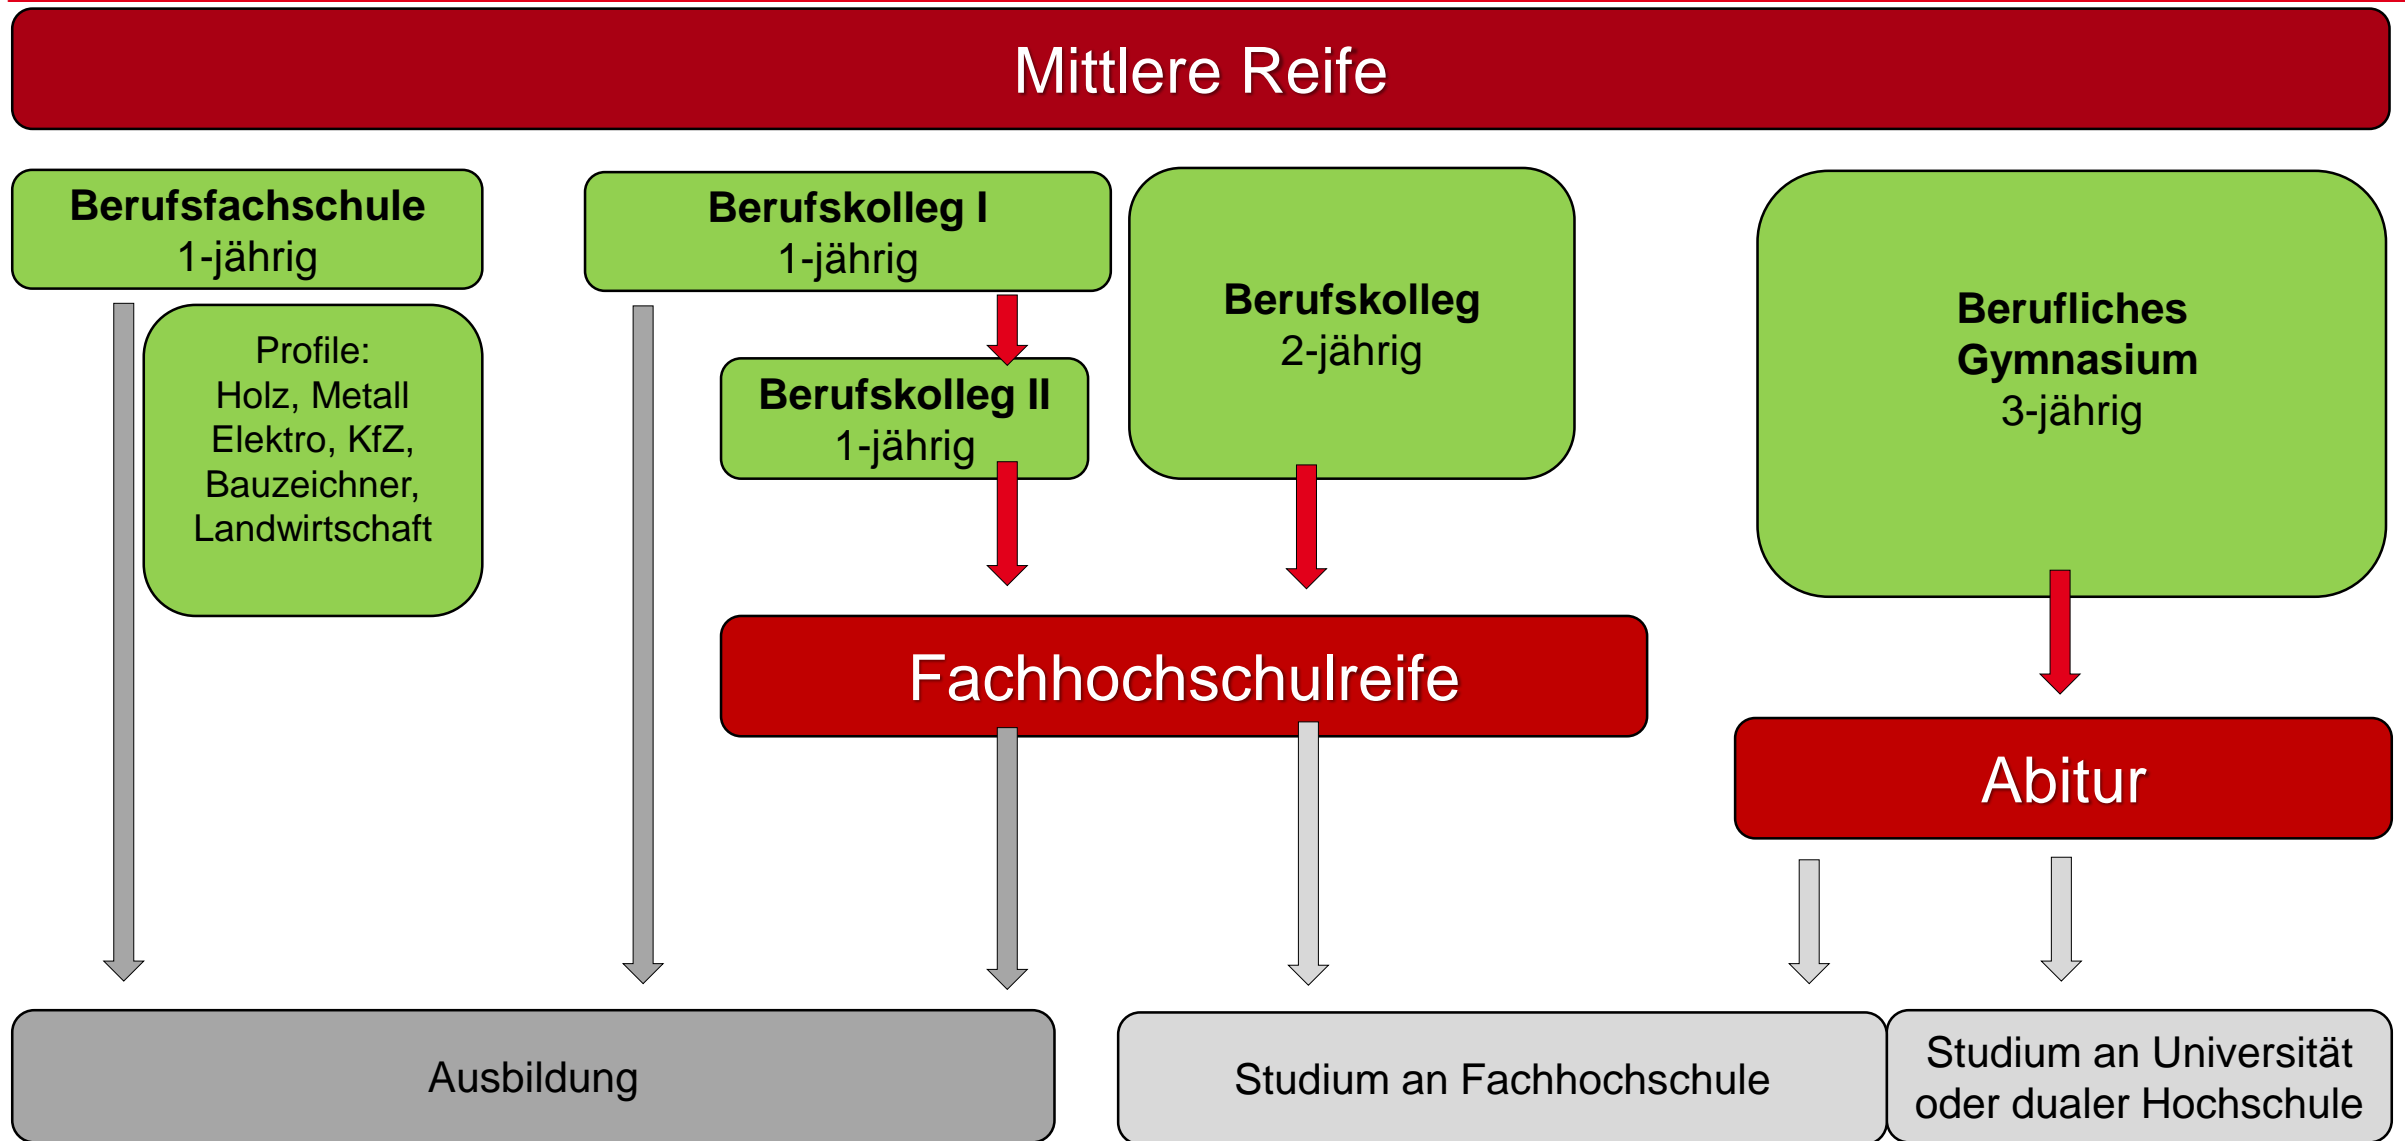 Mittlere Reife
Berufsfachschule
1-jährig
Profile:
Holz, Metall
Elektro, KfZ,
Bauzeichner,
Landwirtschaft
Berufskolleg I
1-jährig
Berufskolleg II
1-jährig
Berufskolleg
2-jährig
Berufliches
Gymnasium
3-jährig
Fachhochschulreife
Abitur
Ausbildung
Studium an Fachhochschule
Studium an Universität
oder dualer Hochschule